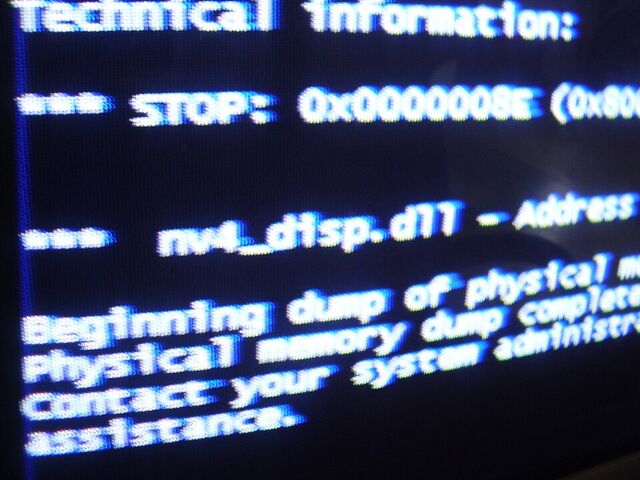 Technical information:
*** STOP: 0x0000008E (0x80
*** nv4_disp.dll - Address
Beginning dump of physical m
Physical memory dump complete
Contact your system administr
assistance.